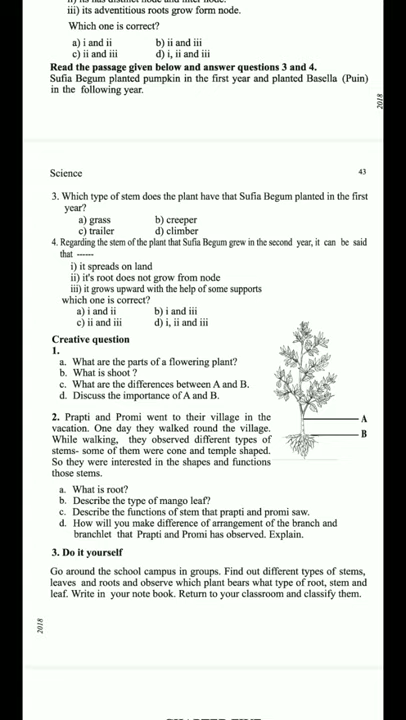 iii) its adventitious roots grow form node.
Which one is correct?
a) i and ii b) ii and iii
c) ii and iii d) i, ii and iii
Read the passage given below and answer questions 3 and 4.
Sufia Begum planted pumpkin in the first year and planted Basella (Puin)
in the following year.
2018
Science 43
3. Which type of stem does the plant have that Sufia Begum planted in the first
year?
a) grass b) creeper
c) trailer d) climber
4. Regarding the stem of the plant that Sufia Begum grew in the second year, it can be said
that ------
i) it spreads on land
ii) it's root does not grow from node
iii) it grows upward with the help of some supports
which one is correct?
a) i and ii b) i and iii
c) ii and iii d) i, ii and iii
Creative question
1.
a. What are the parts of a flowering plant?
b. What is shoot ?
c. What are the differences between A and B.
d. Discuss the importance of A and B.
A
B
2. Prapti and Promi went to their village in the
vacation. One day they walked round the village.
While walking, they observed different types of
stems- some of them were cone and temple shaped.
So they were interested in the shapes and functions
those stems.
a. What is root?
b. Describe the type of mango leaf?
c. Describe the functions of stem that prapti and promi saw.
d. How will you make difference of arrangement of the branch and
branchlet that Prapti and Promi has observed. Explain.
3. Do it yourself
Go around the school campus in groups. Find out different types of stems,
leaves and roots and observe which plant bears what type of root, stem and
leaf. Write in your note book. Return to your classroom and classify them.
2018